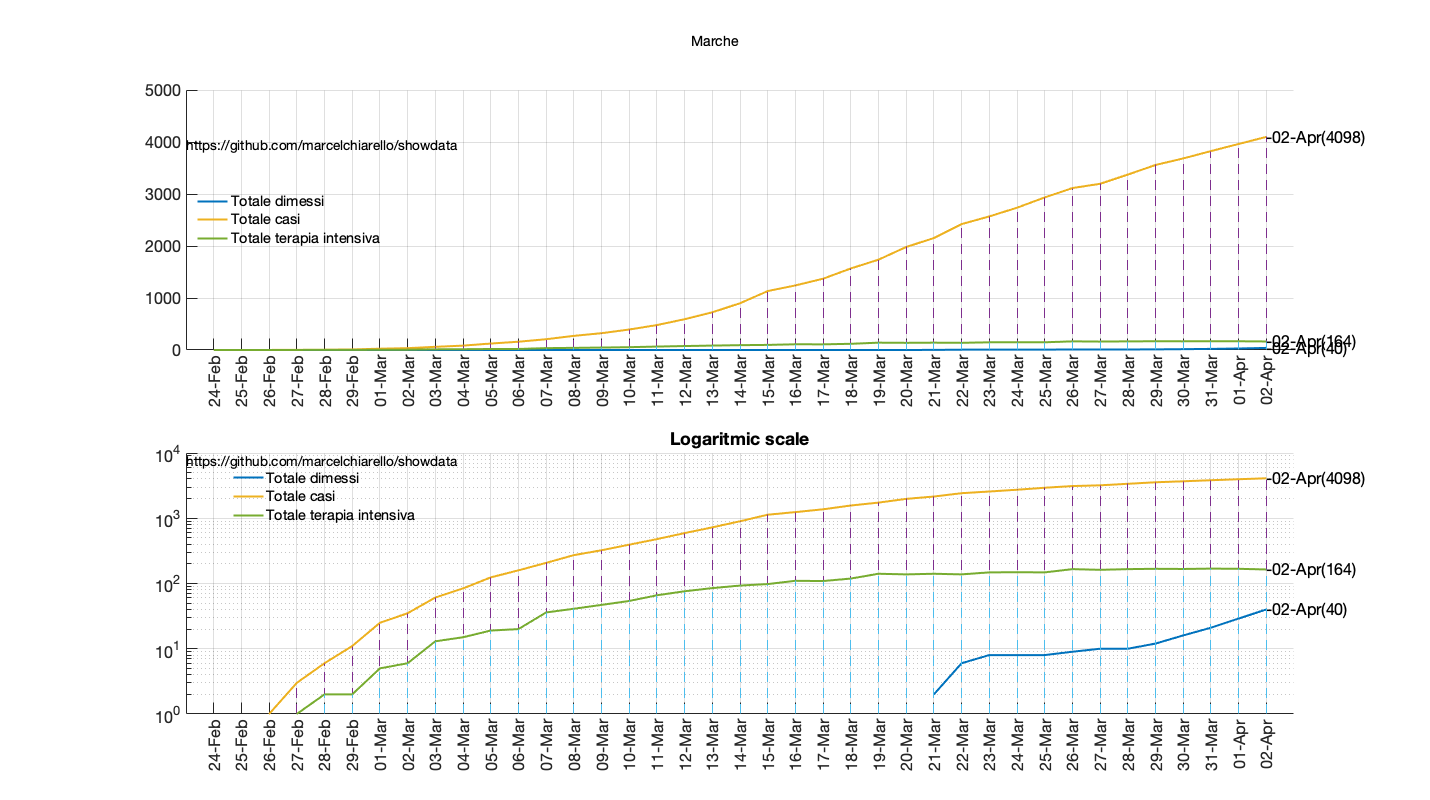 Marche
5000
4000
3000
2000
1000
0
https://github.com/marcelchiarello/showdata
Totale dimessi
Totale casi
Totale terapia intensiva
-02-Apr(4098)
-02-Apr(164)
-02-Apr(40)
24-Feb
25-Feb
26-Feb
27-Feb
28-Feb
29-Feb
01-Mar
02-Mar
03-Mar
04-Mar
05-Mar
06-Mar
07-Mar
08-Mar
09-Mar
10-Mar
11-Mar
12-Mar
13-Mar
14-Mar
15-Mar
16-Mar
17-Mar
18-Mar
19-Mar
20-Mar
21-Mar
22-Mar
23-Mar
24-Mar
25-Mar
26-Mar
27-Mar
28-Mar
29-Mar
30-Mar
31-Mar
01-Apr
02-Apr
Logaritmic scale
10^4
10^3
10^2
10^1
10^0
https://github.com/marcelchiarello/showdata
Totale dimessi
Totale casi
Totale terapia intensiva
-02-Apr(4098)
-02-Apr(164)
-02-Apr(40)
24-Feb
25-Feb
26-Feb
27-Feb
28-Feb
29-Feb
01-Mar
02-Mar
03-Mar
04-Mar
05-Mar
06-Mar
07-Mar
08-Mar
09-Mar
10-Mar
11-Mar
12-Mar
13-Mar
14-Mar
15-Mar
16-Mar
17-Mar
18-Mar
19-Mar
20-Mar
21-Mar
22-Mar
23-Mar
24-Mar
25-Mar
26-Mar
27-Mar
28-Mar
29-Mar
30-Mar
31-Mar
01-Apr
02-Apr